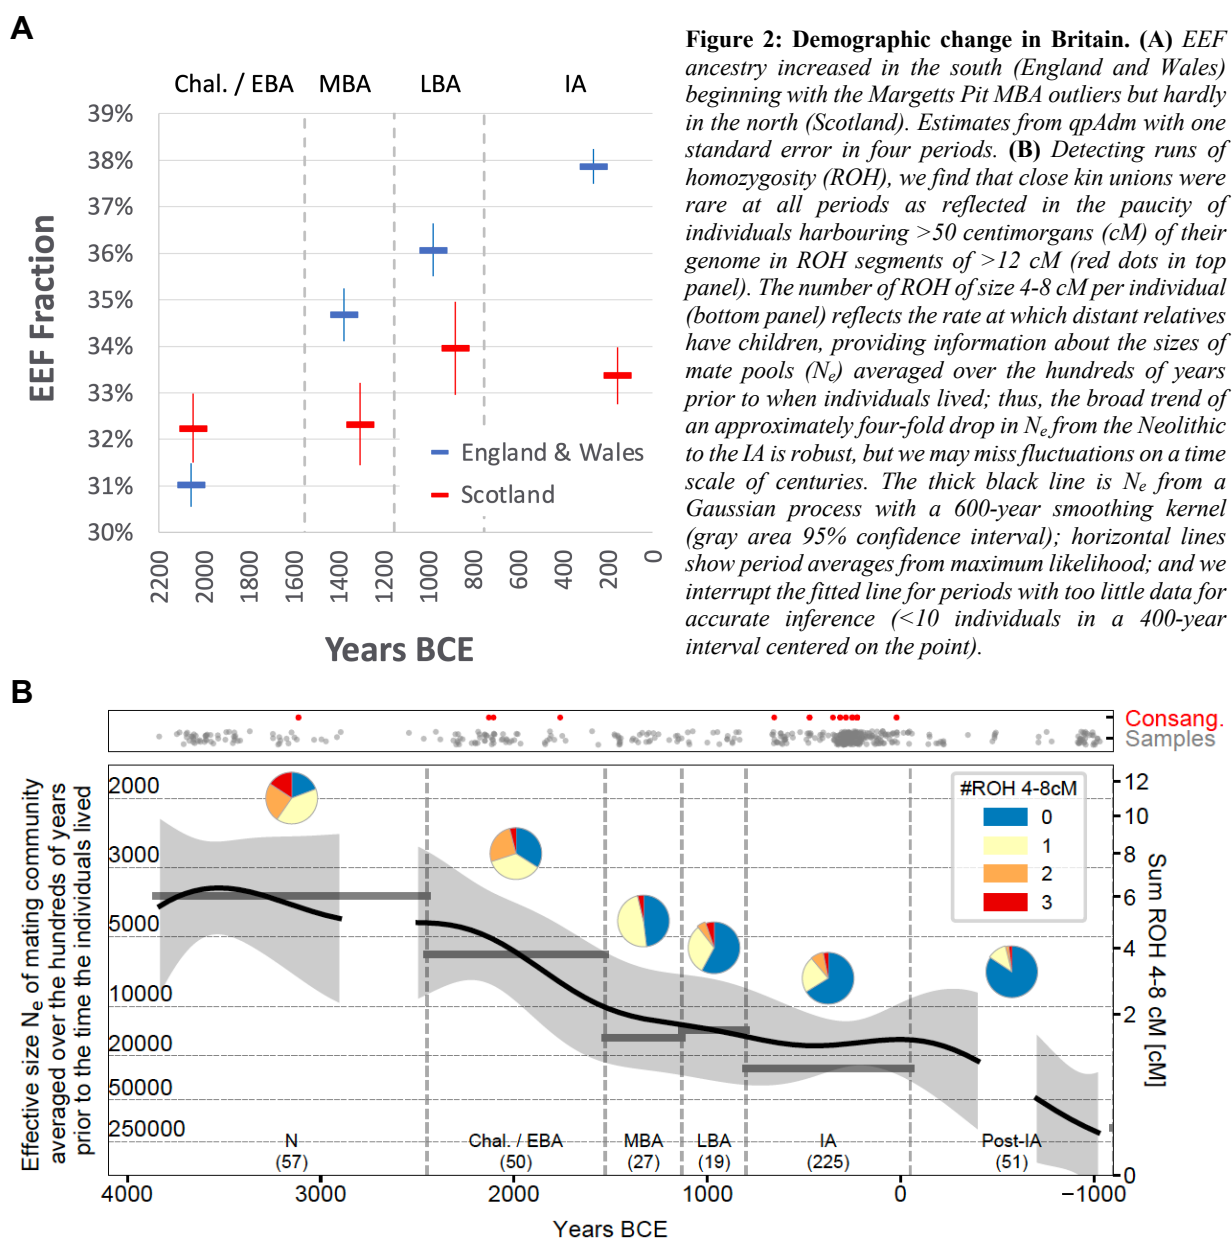 A
Chal. / EBA MBA LBA IA
39%
38%
37%
36%
35%
34%
33%
32%
31%
30%
EEF Fraction
England & Wales
Scotland
2200 2000 1800 1600 1400 1200 1000 800 600 400 200 0
Years BCE
Figure 2: Demographic change in Britain. (A) EEF
ancestry increased in the south (England and Wales)
beginning with the Margetts Pit MBA outliers but hardly
in the north (Scotland). Estimates from qpAdm with one
standard error in four periods. (B) Detecting runs of
homozygosity (ROH), we find that close kin unions were
rare at all periods as reflected in the paucity of
individuals harbouring >50 centimorgans (cM) of their
genome in ROH segments of >12 cM (red dots in top
panel). The number of ROH of size 4-8 cM per individual
(bottom panel) reflects the rate at which distant relatives
have children, providing information about the sizes of
mate pools (Ne) averaged over the hundreds of years
prior to when individuals lived; thus, the broad trend of
an approximately four-fold drop in Ne from the Neolithic
to the IA is robust, but we may miss fluctuations on a time
scale of centuries. The thick black line is Ne from a
Gaussian process with a 600-year smoothing kernel
(gray area 95% confidence interval); horizontal lines
show period averages from maximum likelihood; and we
interrupt the fitted line for periods with too little data for
accurate inference (<10 individuals in a 400-year
interval centered on the point).
B
Consang.
Samples
Effective size Ne of mating community
averaged over the hundreds of years
prior to the time the individuals lived
2000
3000
5000
10000
20000
50000
250000
#ROH 4-8cM
0
1
2
3
12
10
8
6
4
2
0
Sum ROH 4-8 cM [cM]
N Chal. / EBA MBA LBA IA Post-IA
(57) (50) (27) (19) (225) (51)
4000 3000 2000 1000 0 −1000
Years BCE